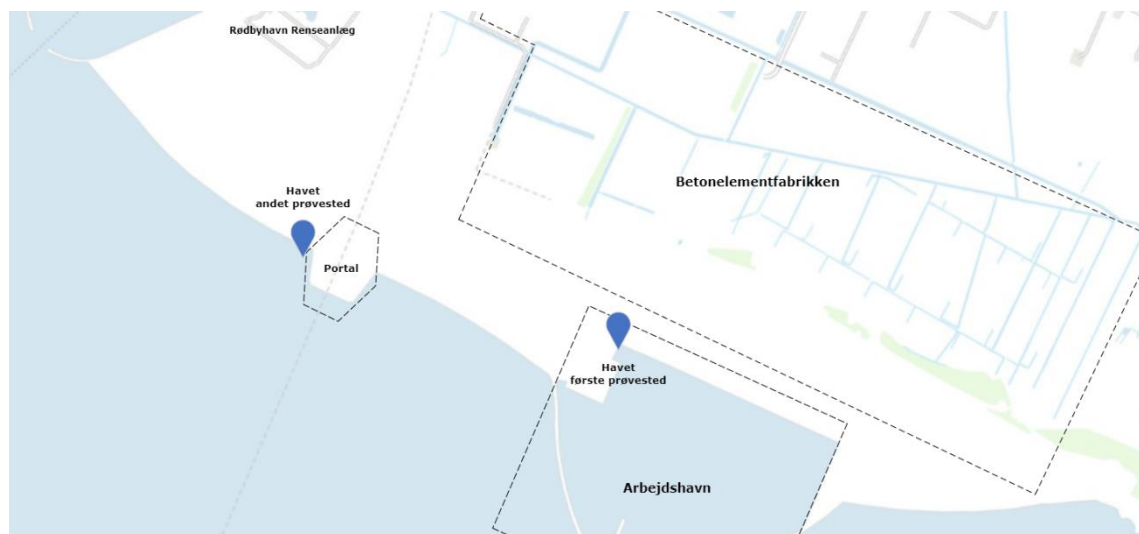 Rødbyhavn Renseanlæg
Betonelementfabrikken
Havet
andet prøvested
Portal
Havet
første prøvested
Arbejdshavn